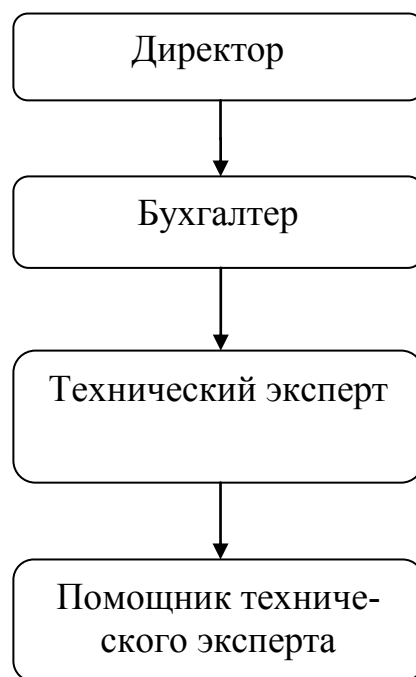 Директор
Бухгалтер
Технический эксперт
Помощник техниче-
ского эксперта